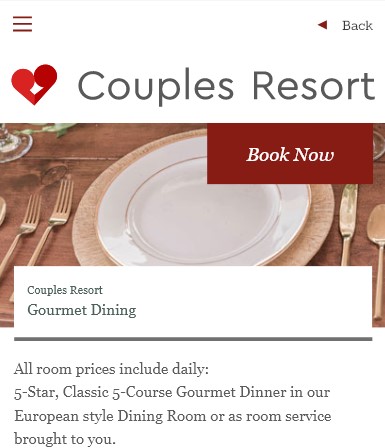 Back
Couples Resort
Book Now
Couples Resort
Gourmet Dining
All room prices include daily:
5-Star, Classic 5-Course Gourmet Dinner in our
European style Dining Room or as room service
brought to you.